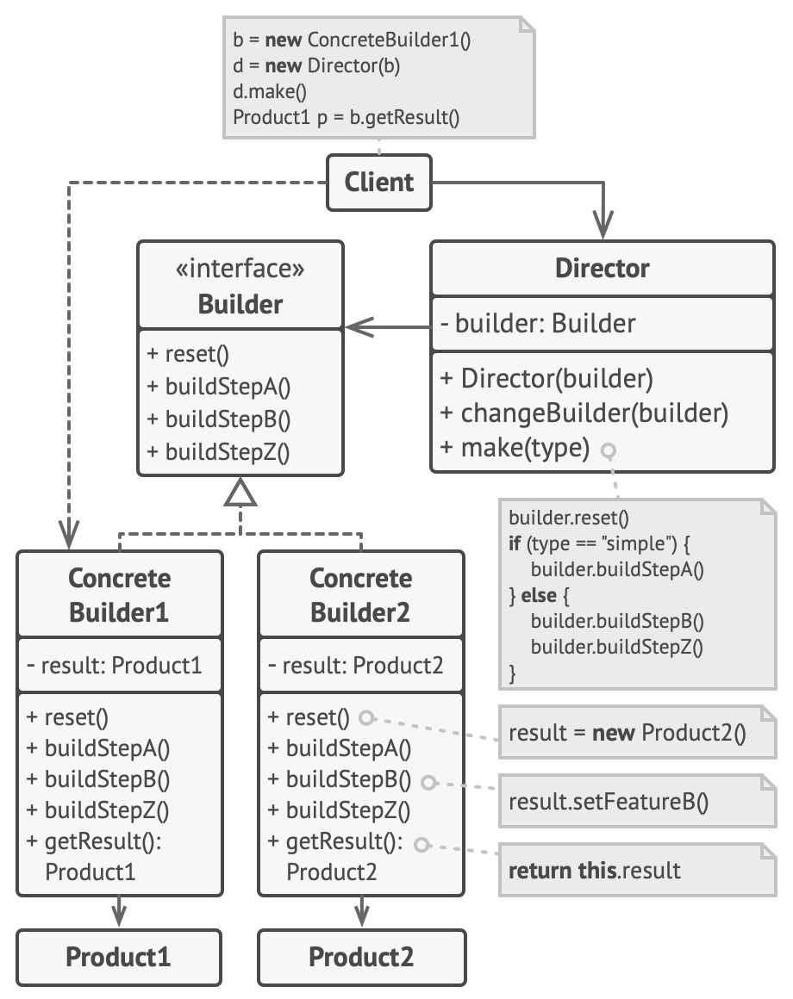 b = new ConcreteBuilder1()
d = new Director(b)
d.make()
Product1 p = b.getResult()
Client
«interface»
Builder
+ reset()
+ buildStepA()
+ buildStepB()
+ buildStepZ()
Director
- builder: Builder
+ Director(builder)
+ changeBuilder(builder)
+ make(type)
builder.reset()
if (type == "simple") {
builder.buildStepA()
} else {
builder.buildStepB()
builder.buildStepZ()
}
Concrete
Builder1
- result: Product1
+ reset()
+ buildStepA()
+ buildStepB()
+ buildStepZ()
+ getResult():
Product1
Concrete
Builder2
- result: Product2
+ reset()
+ buildStepA()
+ buildStepB()
+ buildStepZ()
+ getResult():
Product2
result = new Product2()
result.setFeatureB()
return this.result
Product1
Product2